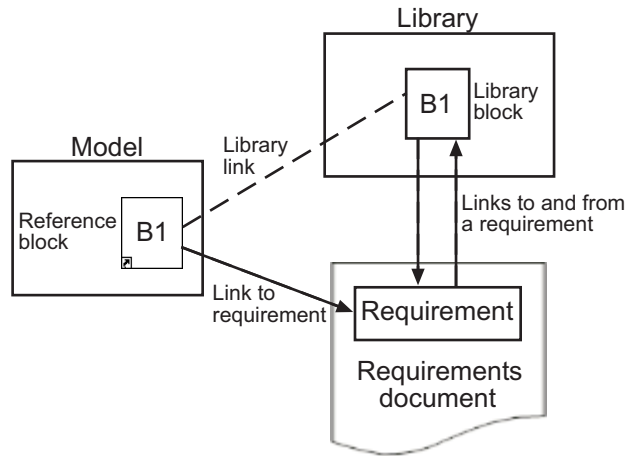 Library
B1
Library
block
Library
link
Model
Reference
block
B1
Links to and from
a requirement
Link to
requirement
Requirement
Requirements
document